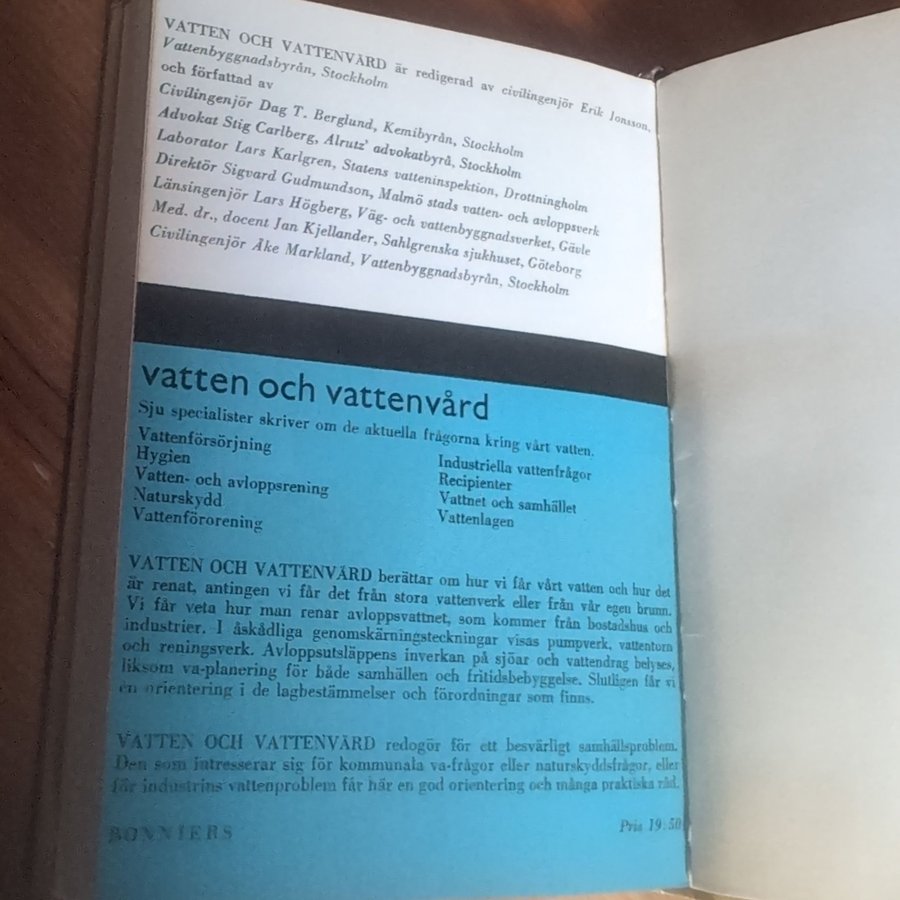 VATTEN OCH VATTENVÅRD är redigerad av civilingenjör Erik Jonsson,
Vattenbyggnadsbyrån, Stockholm
och författad av
Civilingenjör Dag T. Berglund, Kemibyrån, Stockholm
Advokat Stig Carlberg, Alrutz' advokatbyrå, Stockholm
Laborator Lars Karlgren, Statens vatteninspektion, Drottningholm
Direktör Sigvard Gudmundson, Malmö stads vatten- och avloppsverk
Länsingenjör Lars Högberg, Väg- och vattenbyggnadsverket, Gävle
Med. dr., docent Jan Kjellander, Sahlgrenska sjukhuset, Göteborg
Civilingenjör Åke Markland, Vattenbyggnadsbyrån, Stockholm
vatten och vattenvård
Sju specialister skriver om de aktuella frågorna kring vårt vatten.
Vattenförsörjning
Hygien
Vatten- och avloppsrening
Naturskydd
Vattenförorening
Industriella vattenfrågor
Recipienter
Vattnet och samhället
Vattenlagen
VATTEN OCH VATTENVÅRD berättar om hur vi får vårt vatten och hur det
är renat, antingen vi får det från stora vattenverk eller från vår egen brunn.
Vi får veta hur man renar avloppsvattnet, som kommer från bostadshus och
industrier. I åskådliga genomskärningsteckningar visas pumpverk, vattentorn
och reningsverk. Avloppsutsläppens inverkan på sjöar och vattendrag belyses,
liksom va-planering för både samhällen och fritidsbebyggelse. Slutligen får vi
en orientering i de lagbestämmelser och förordningar som finns.
VATTEN OCH VATTENVÅRD redogör för ett besvärligt samhällsproblem.
Den som intresserar sig för kommunala va-frågor eller naturskyddsfrågor, eller
för industrins vattenproblem får här en god orientering och många praktiska råd.
BONNIERS
Pris 19:50